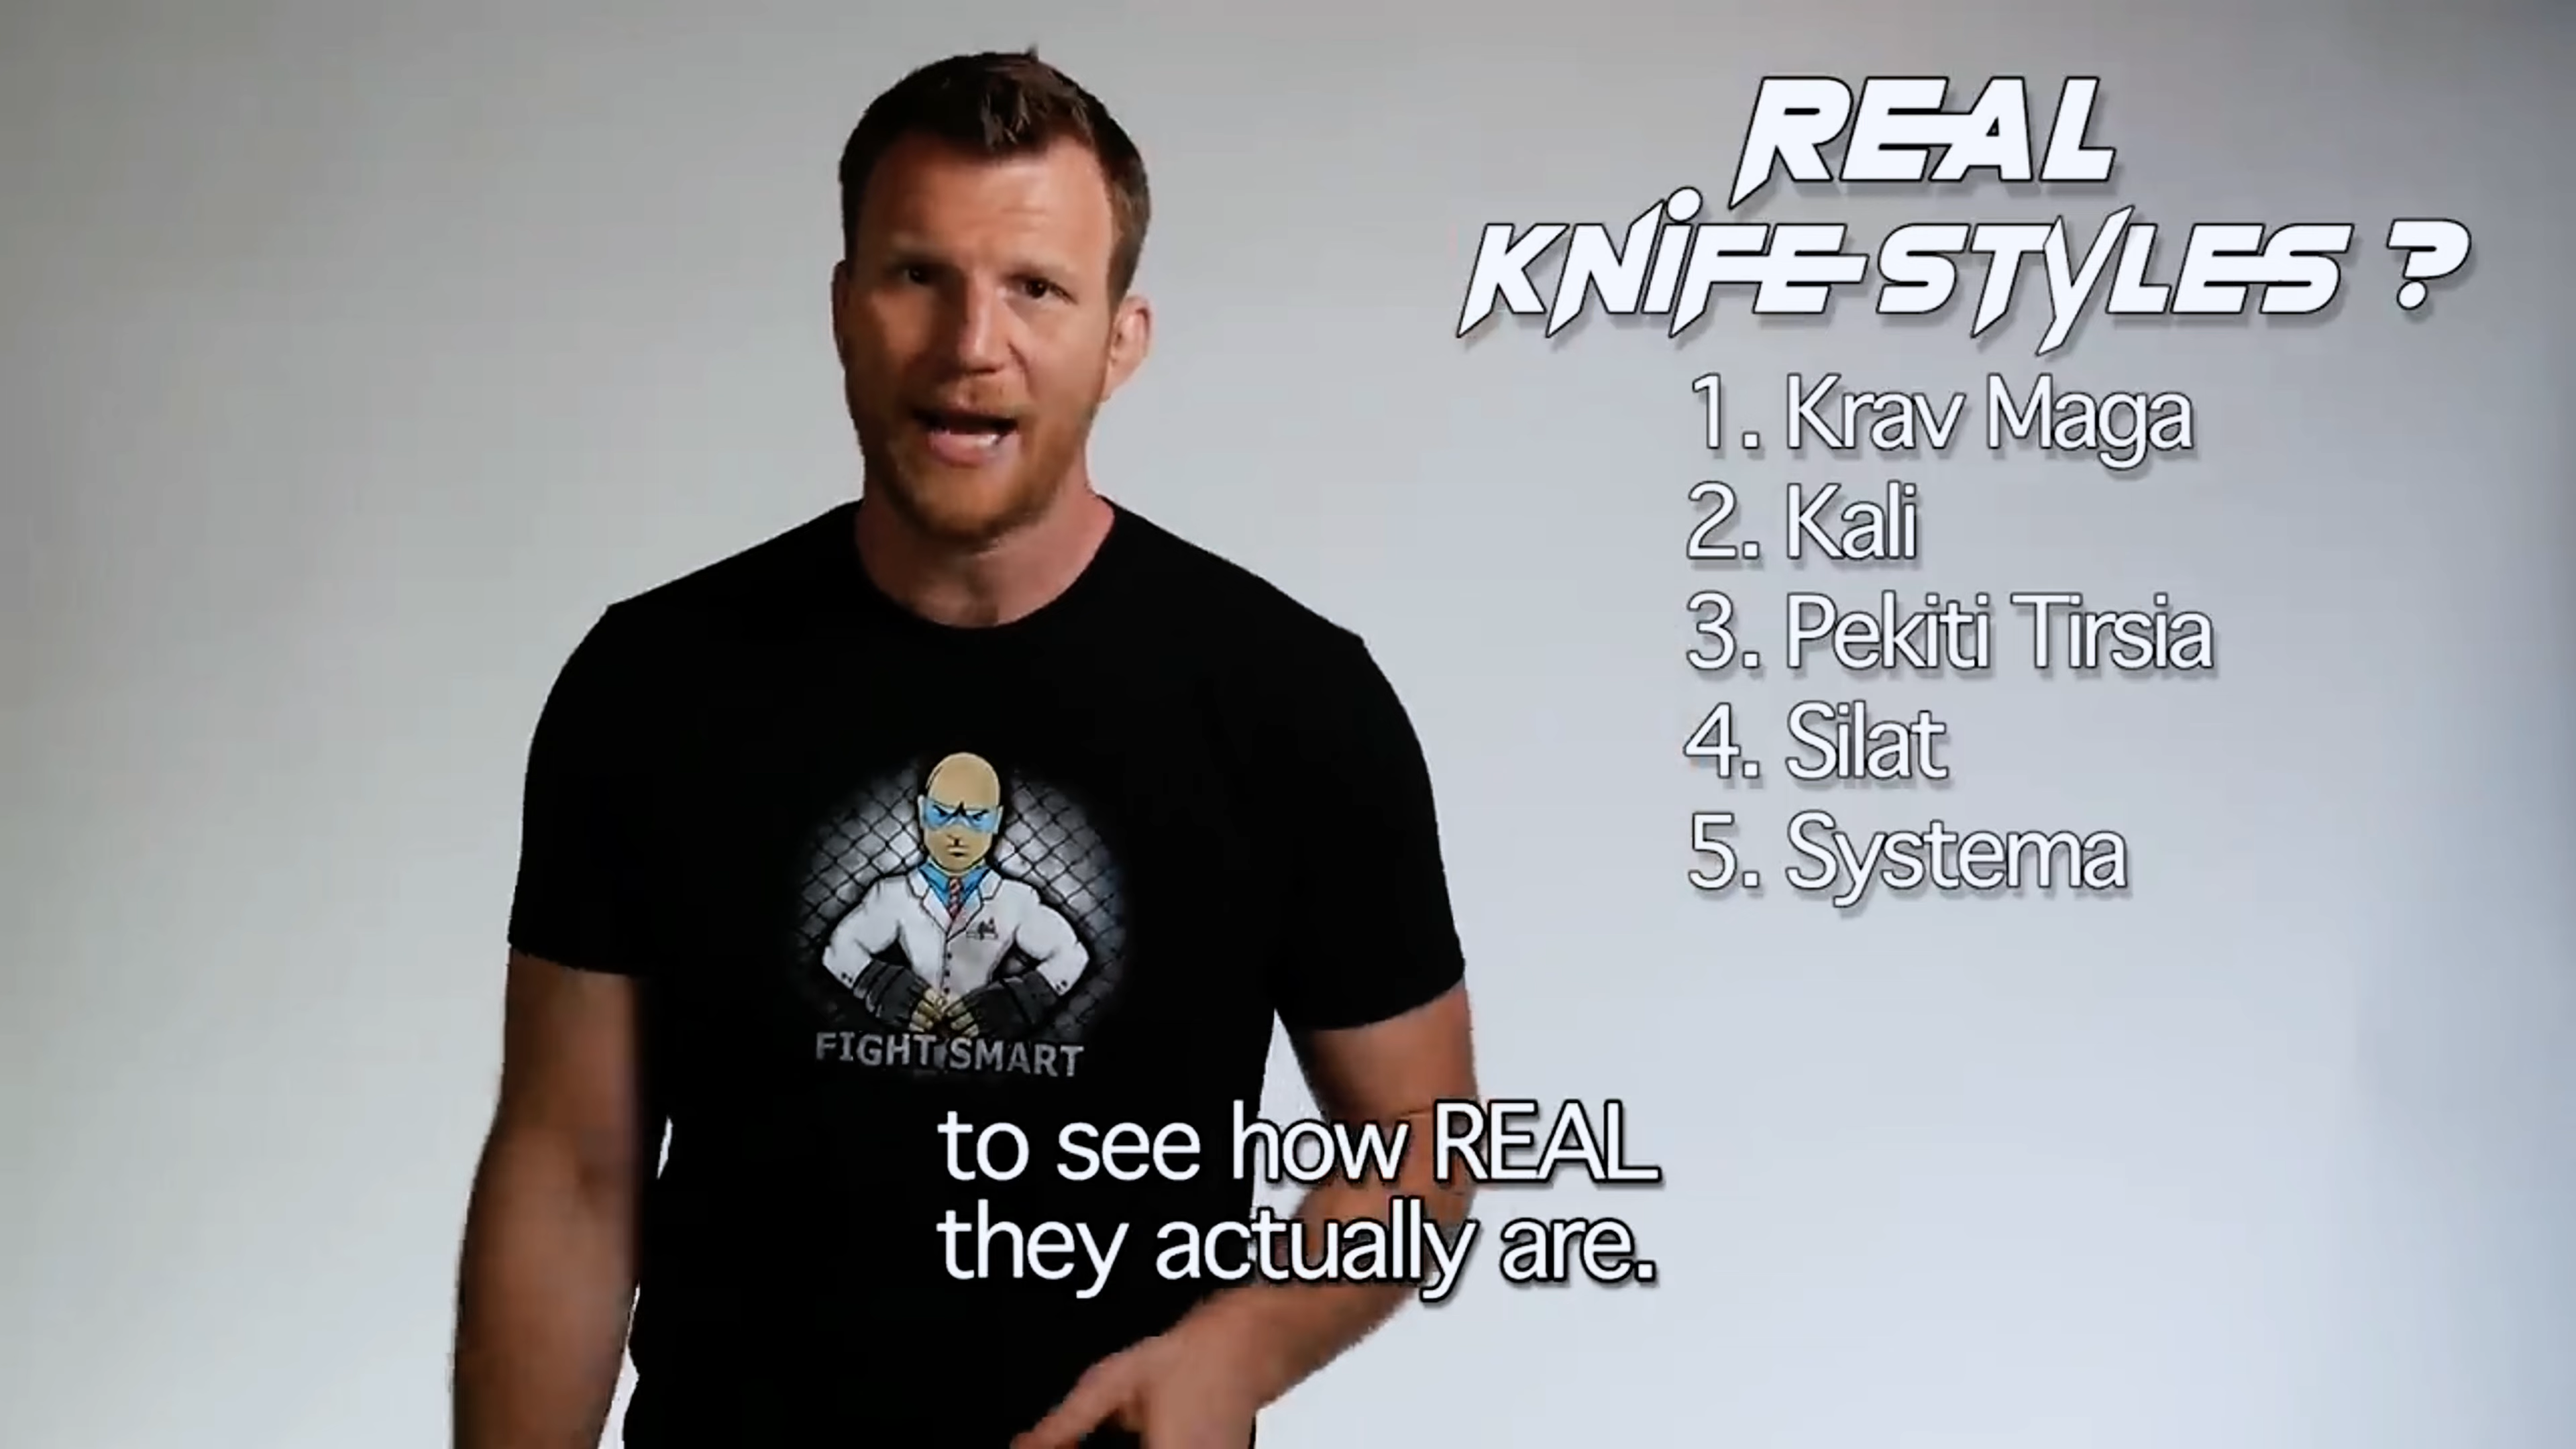 REAL
KNiFE STyLES ?
1. Krav Maga
2. Kali
3. Pekiti Tirsia
4. Silat
5. Systema
FIGHT SMART
to see how REAL
they actually are.